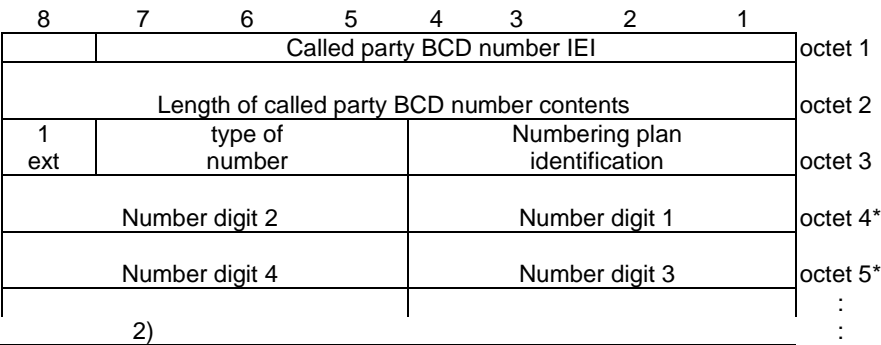 8 7 6 5 4 3 2 1
Called party BCD number IEI octet 1
Length of called party BCD number contents octet 2
1 type of Numbering plan
ext number identification octet 3
Number digit 2 Number digit 1 octet 4*
Number digit 4 Number digit 3 octet 5*
:
2) :